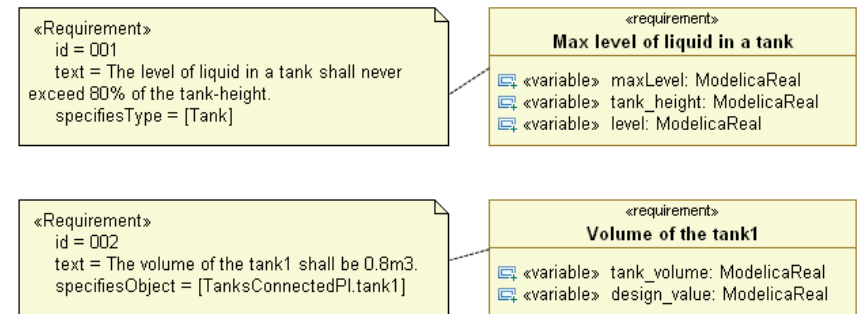 «Requirement»
id = 001
text = The level of liquid in a tank shall never
exceed 80% of the tank-height.
specifiesType = [Tank]
«requirement»
Max level of liquid in a tank
«variable» maxLevel: ModelicaReal
«variable» tank_height: ModelicaReal
«variable» level: ModelicaReal
«Requirement»
id = 002
text = The volume of the tank1 shall be 0.8m3.
specifiesObject = [TanksConnectedPI.tank1]
«requirement»
Volume of the tank1
«variable» tank_volume: ModelicaReal
«variable» design_value: ModelicaReal